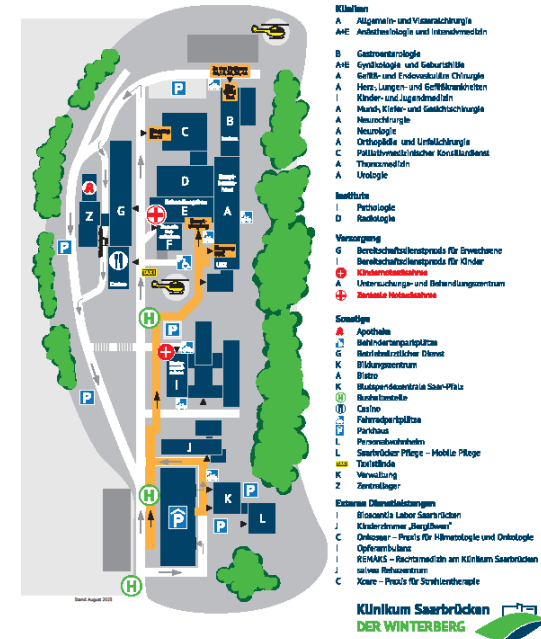 Kliniken
A Allgemein- und Viszeralchirurgie
A+E Anästhesiologie und Intensivmedizin
B Gastroenterologie
A+E Gynäkologie und Geburtshilfe
A Gefäß- und Endovaskuläre Chirurgie
A Herz-, Lungen- und Gefäßkrankheiten
I Kinder- und Jugendmedizin
A Mund-, Kiefer- und Gesichtschirurgie
A Neurochirurgie
A Neurologie
A Orthopädie und Unfallchirurgie
C Palliativmedizinischer Konsiliardienst
A Thoraxmedizin
A Urologie
Institute
I Pathologie
D Radiologie
Versorgung
G Bereitschaftsdienstpraxis für Erwachsene
I Bereitschaftsdienstpraxis für Kinder
Kindernotaufnahme
A Untersuchungs- und Behandlungszentrum
Zentrale Notaufnahme
Sonstige
A Apotheke
Behindertenparkplätze
G Betriebsärztlicher Dienst
K Bildungszentrum
A Bistro
K Blutspendezentrale Saar-Pfalz
H Bushaltestelle
Casino
Fahrradparkplätze
P Parkhaus
L Personalwohnheim
L Saarbrücker Pflege – Mobile Pflege
TAXI Taxistände
K Verwaltung
Z Zentrallager
Externe Dienstleistungen
I Bioscientia Labor Saarbrücken
J Kinderzimmer „Berglöwen"
C Onkosaar – Praxis für Hämatologie und Onkologie
I Opferambulanz
I REMAKS – Rechtsmedizin am Klinikum Saarbrücken
J salvea Rehazentrum
C Xcare – Praxis für Strahlentherapie
Klinikum Saarbrücken
DER WINTERBERG
P
B
C
D
E
A
F
G
A
Z
P
Casino
TAXI
UBZ
H
P
P
I
P
J
H
K
P
P
L
P
H
Stand: August 2025